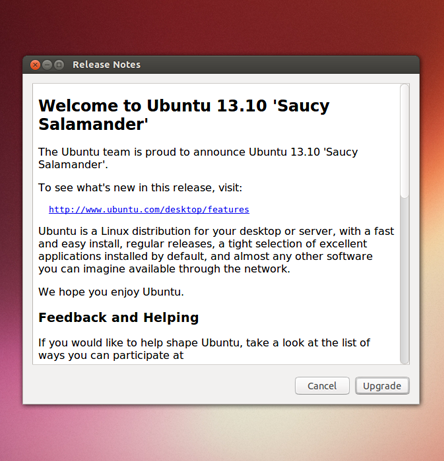 Release Notes
Welcome to Ubuntu 13.10 'Saucy
Salamander'
The Ubuntu team is proud to announce Ubuntu 13.10 'Saucy
Salamander'.
To see what's new in this release, visit:
http://www.ubuntu.com/desktop/features
Ubuntu is a Linux distribution for your desktop or server, with a fast
and easy install, regular releases, a tight selection of excellent
applications installed by default, and almost any other software
you can imagine available through the network.
We hope you enjoy Ubuntu.
Feedback and Helping
If you would like to help shape Ubuntu, take a look at the list of
ways you can participate at
Cancel Upgrade